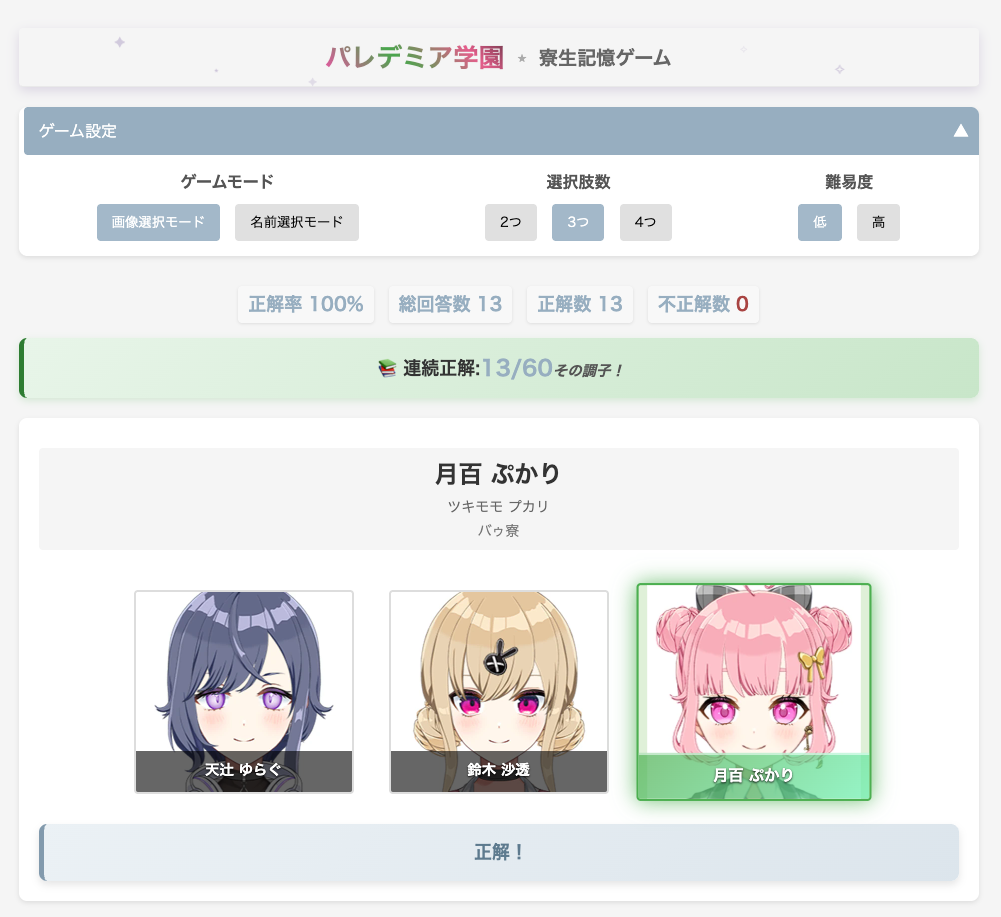 パレデミア学園 ⋆ 寮生記憶ゲーム
ゲーム設定 ▲
ゲームモード
画像選択モード 名前選択モード
選択肢数
2つ 3つ 4つ
難易度
低 高
正解率 100% 総回答数 13 正解数 13 不正解数 0
📚 連続正解:13/60その調子！
月百 ぷかり
ツキモモ プカリ
バゥ寮
天辻 ゆらぐ
鈴木 沙透
月百 ぷかり
正解！